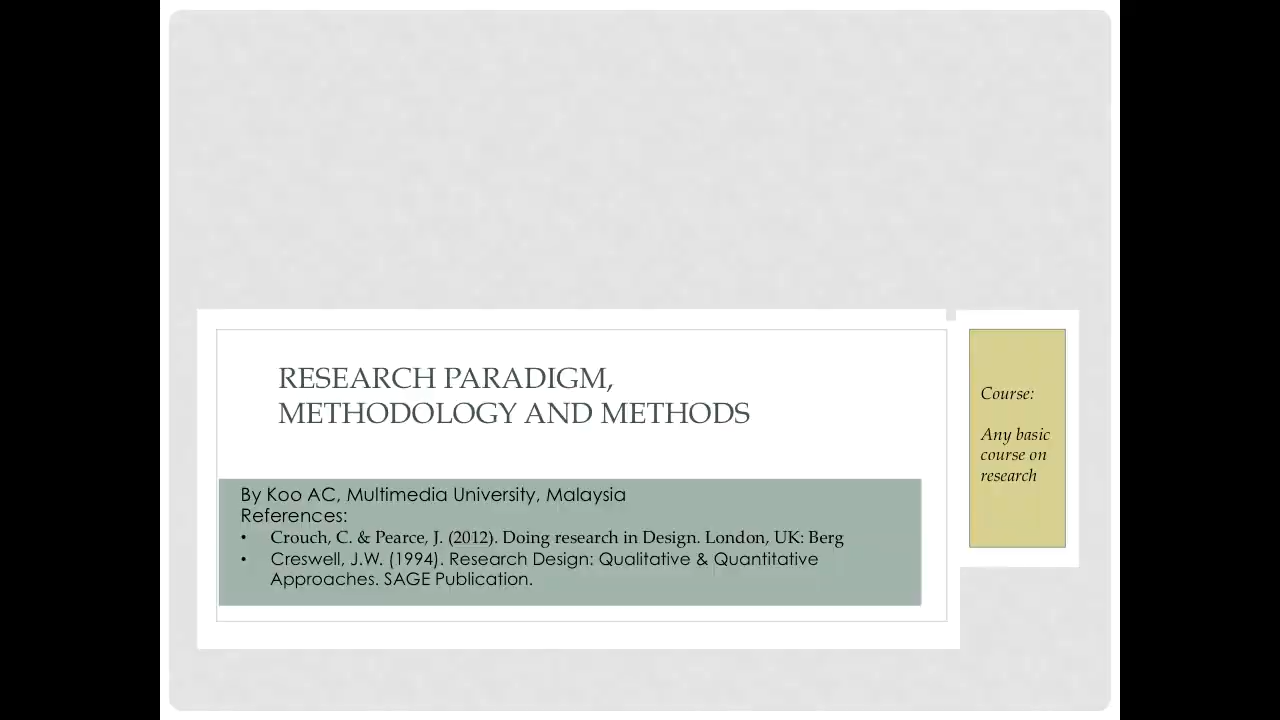 RESEARCH PARADIGM,
METHODOLOGY AND METHODS
By Koo AC, Multimedia University, Malaysia
References:
• Crouch, C. & Pearce, J. (2012). Doing research in Design. London, UK: Berg
• Creswell, J.W. (1994). Research Design: Qualitative & Quantitative
Approaches. SAGE Publication.
Course:
Any basic
course on
research